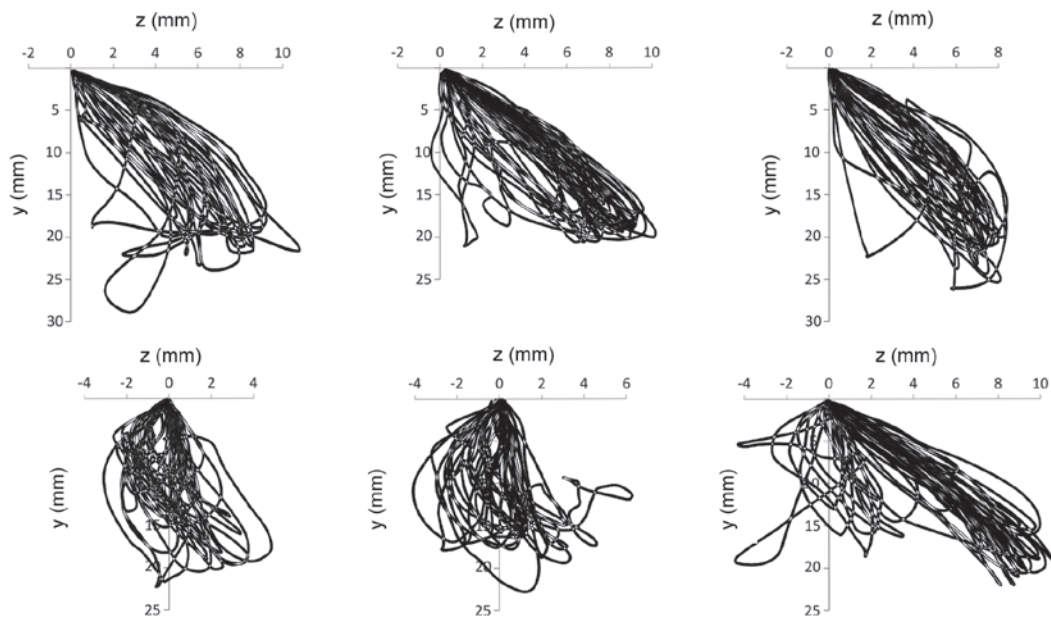 z (mm) z (mm) z (mm)
-2 0 2 4 6 8 10 -2 0 2 4 6 8 10 -2 0 2 4 6 8
5 5 5
10 10 10
y (mm) y (mm) y (mm)
15 15 15
20 20 20
25 25 25
30 30
z (mm) z (mm) z (mm)
-4 -2 0 2 4 -4 -2 0 2 4 6 -4 -2 0 2 4 6 8 10
y (mm) y (mm) y (mm)
15
20 20
25 25 25